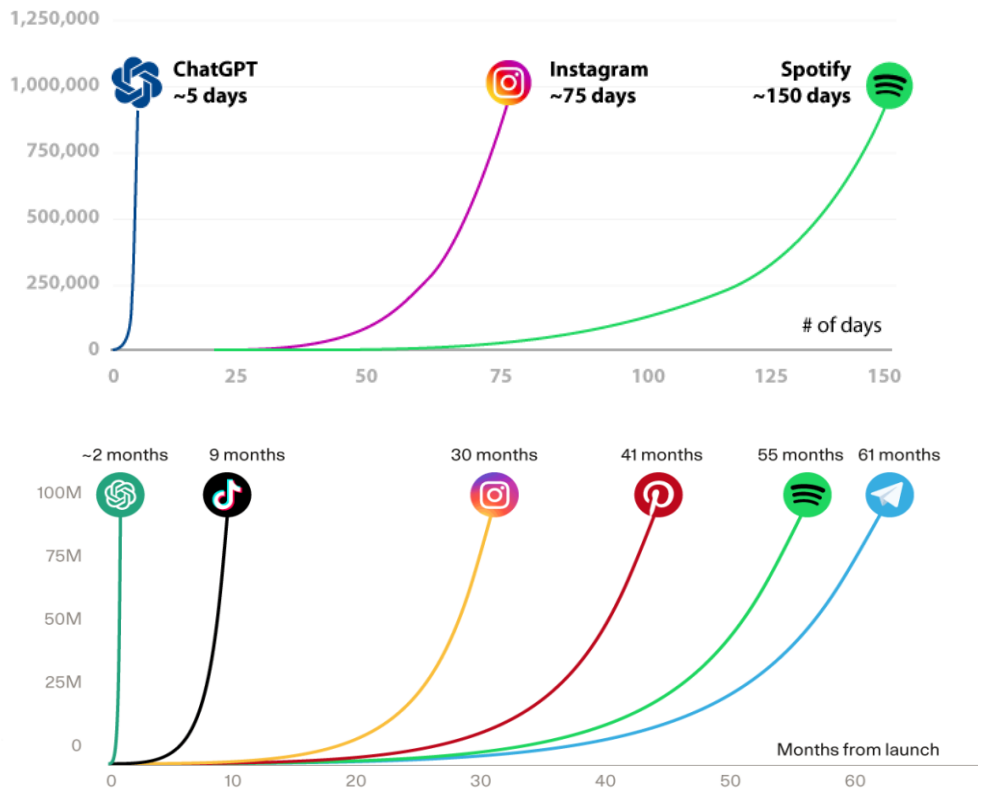 1,250,000
1,000,000
ChatGPT
~5 days
Instagram
~75 days
Spotify
~150 days
750,000
500,000
250,000
# of days
0
0 25 50 75 100 125 150
~2 months 9 months 30 months 41 months 55 months 61 months
100M
75M
50M
25M
0
Months from launch
0 10 20 30 40 50 60